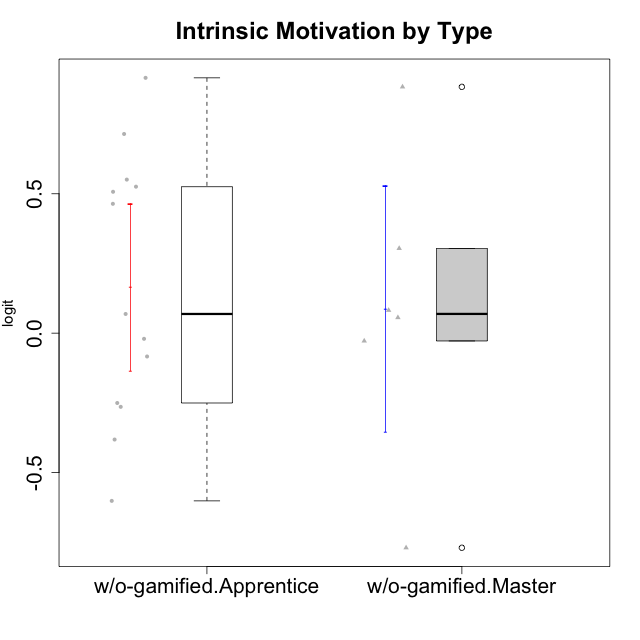 Intrinsic Motivation by Type
logit
0.5
0.0
-0.5
w/o-gamified.Apprentice
w/o-gamified.Master